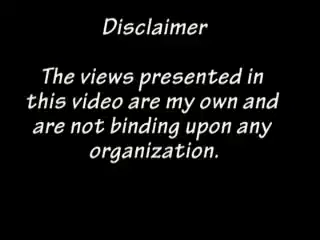 Disclaimer
The views presented in
this video are my own and
are not binding upon any
organization.